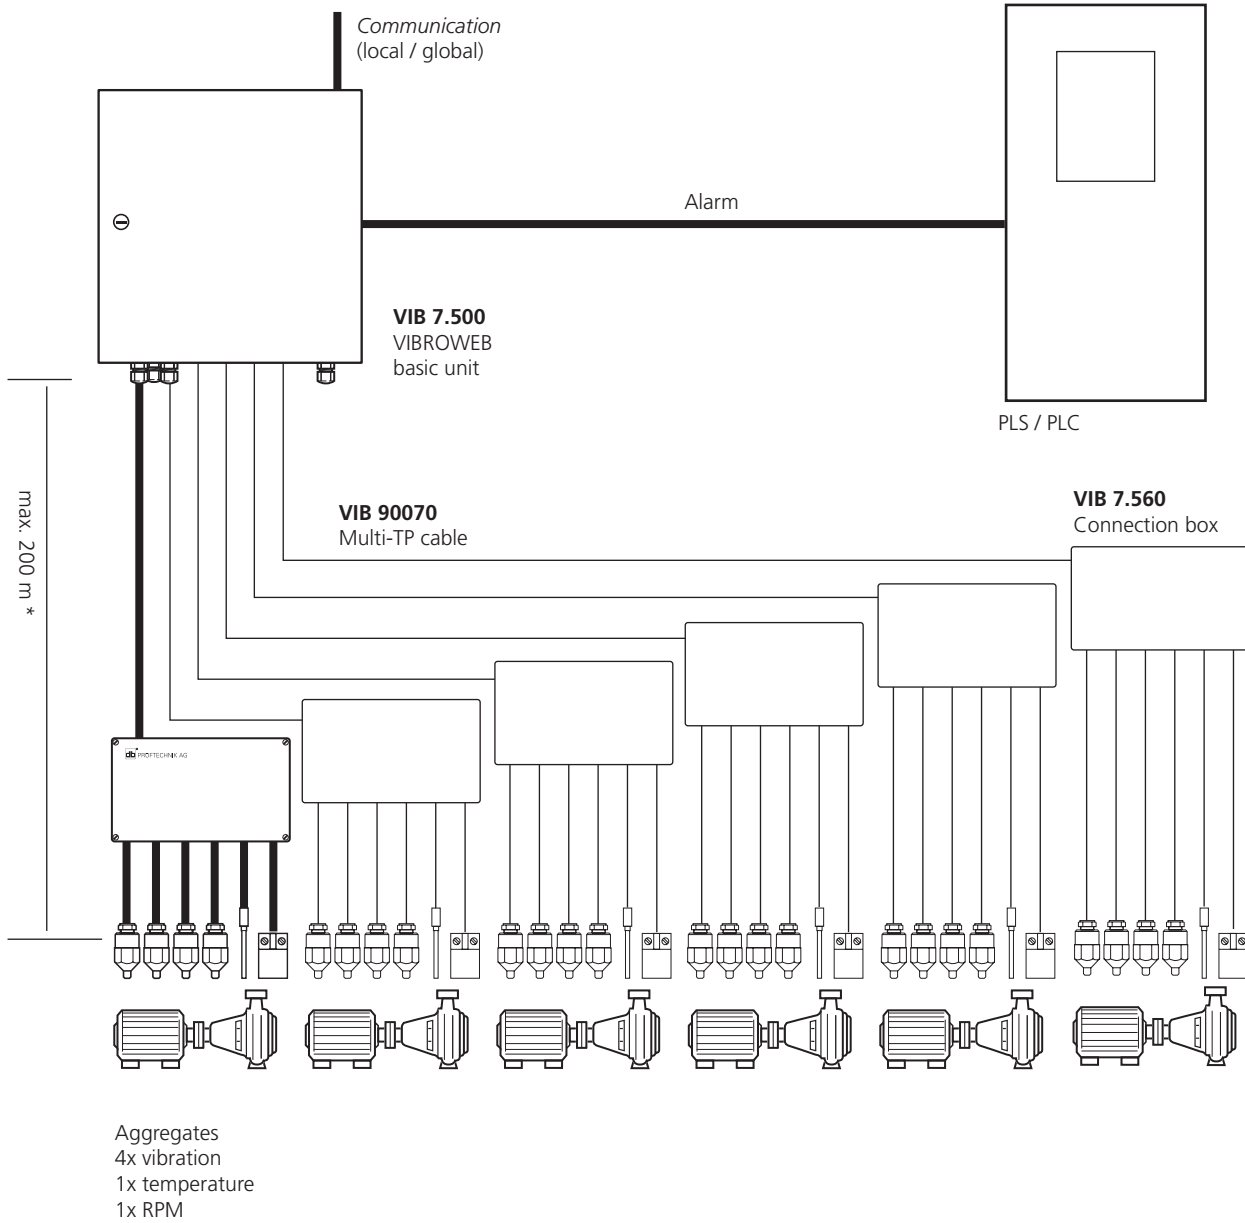 Communication
(local / global)
Alarm
VIB 7.500
VIBROWEB
basic unit
PLS / PLC
max. 200 m *
VIB 90070
Multi-TP cable
VIB 7.560
Connection box
db PRÜFTECHNIK AG
Aggregates
4x vibration
1x temperature
1x RPM